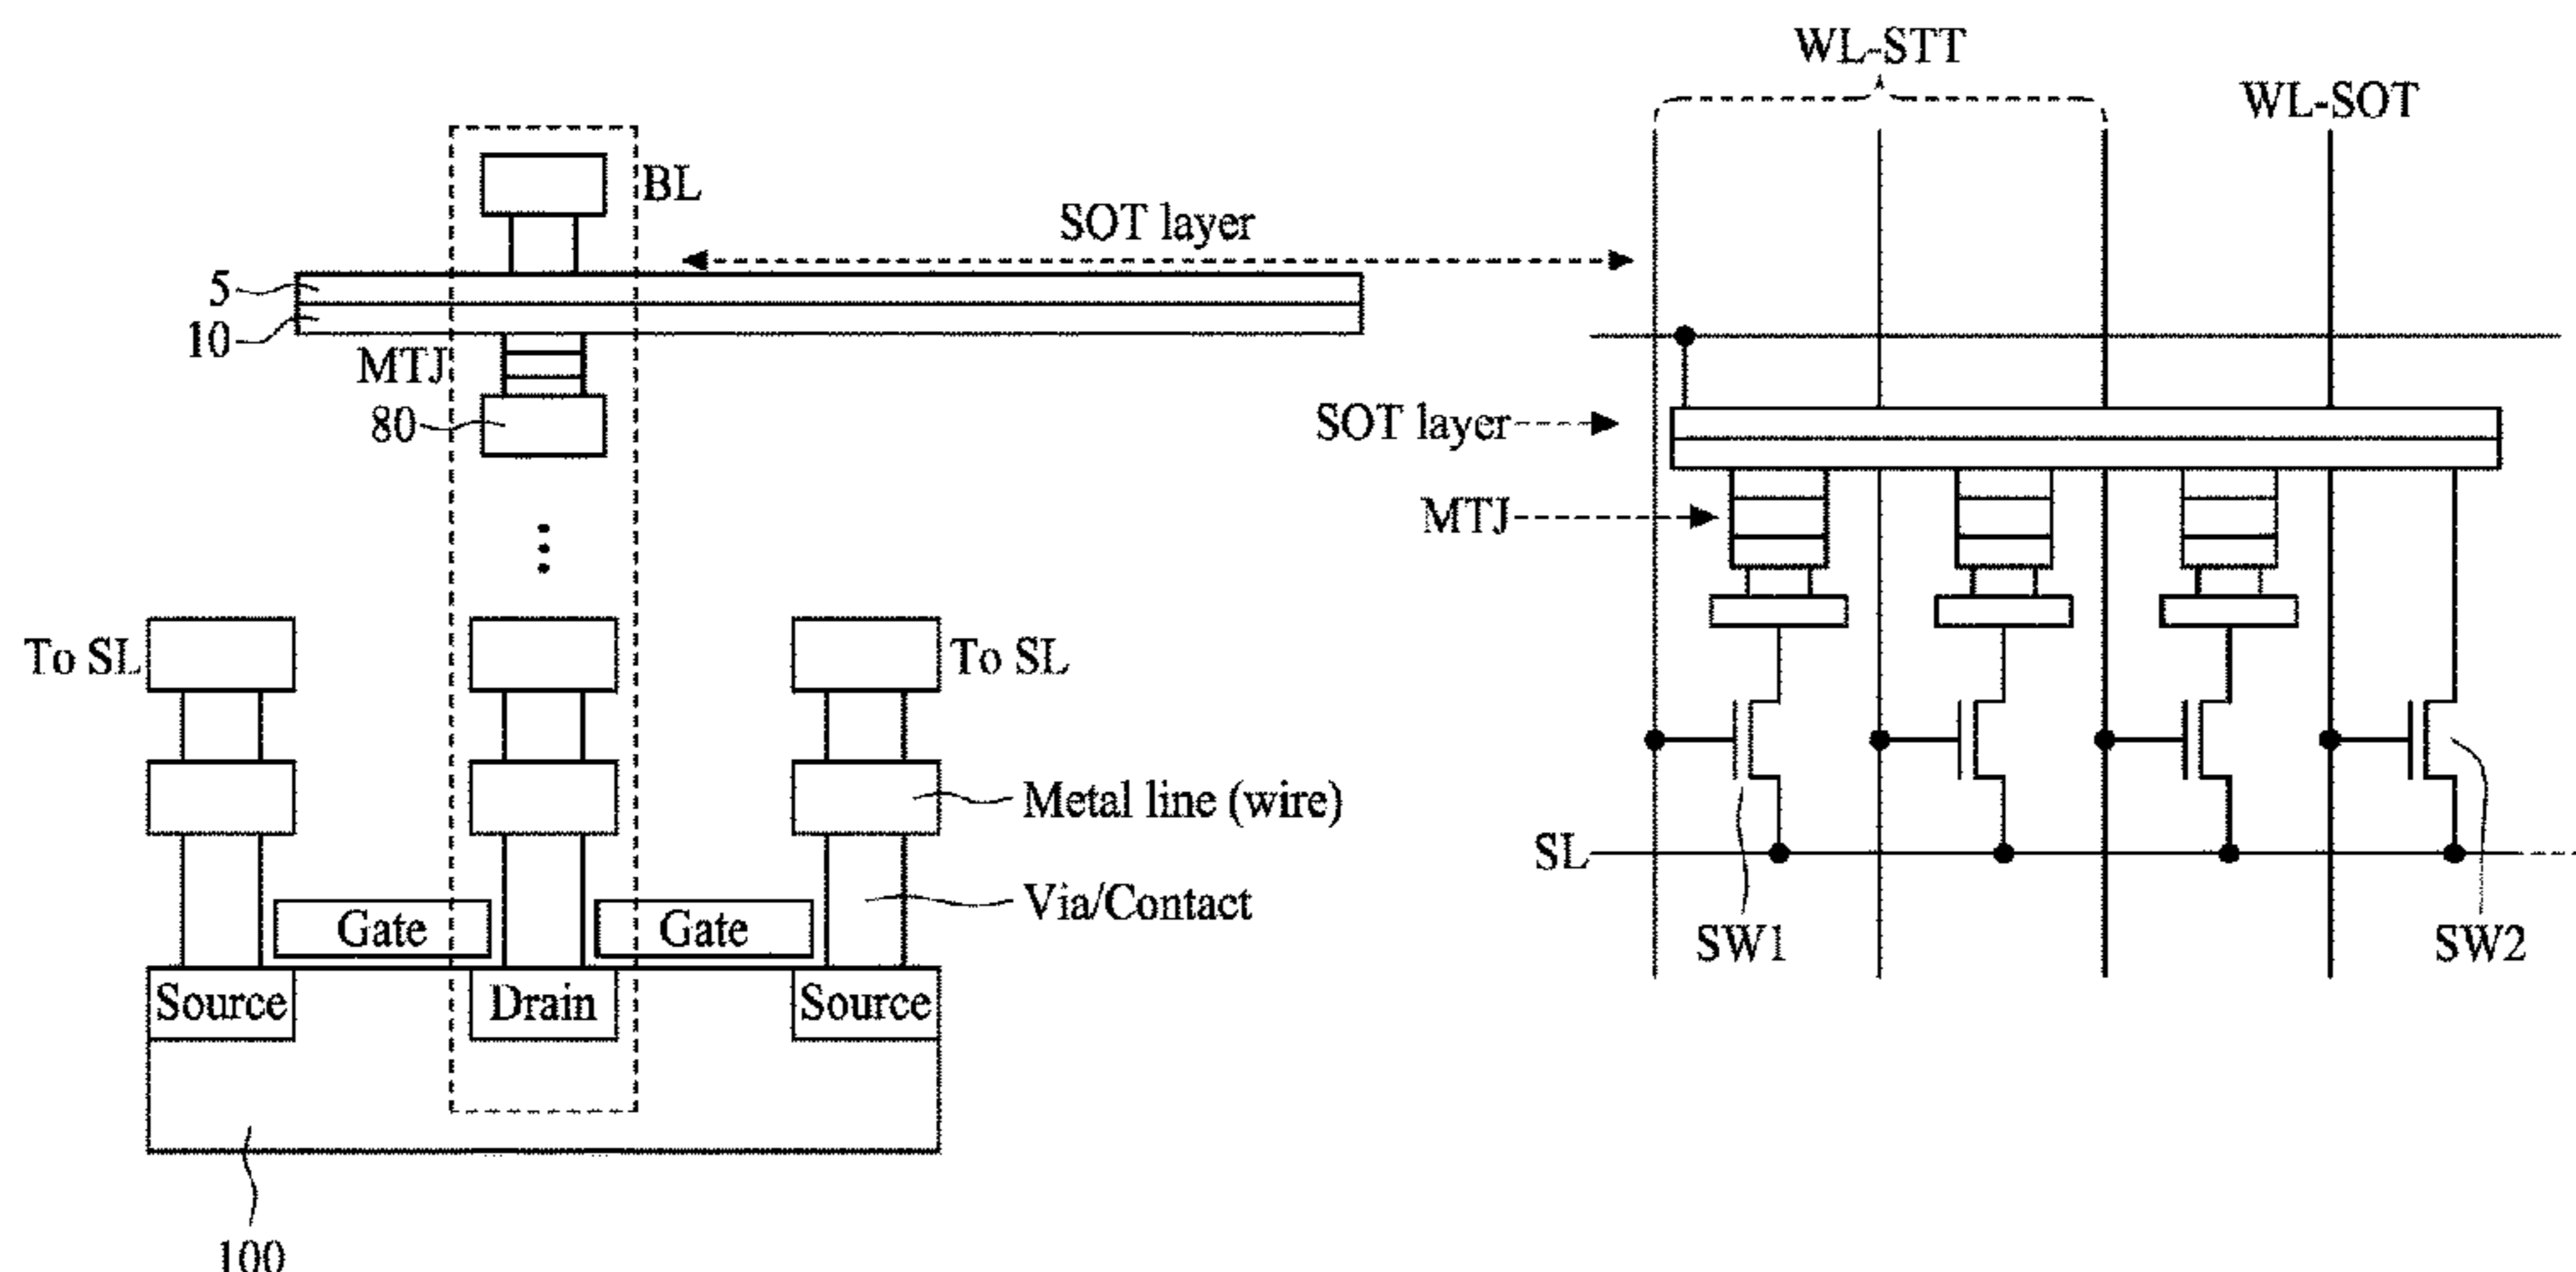 WL-STT
WL-SOT
BL
SOT layer
5
10
MTJ
80
SOT layer
MTJ
To SL
To SL
Metal line (wire)
SL
Via/Contact
Gate
Gate
SW1
SW2
Source
Drain
Source
100